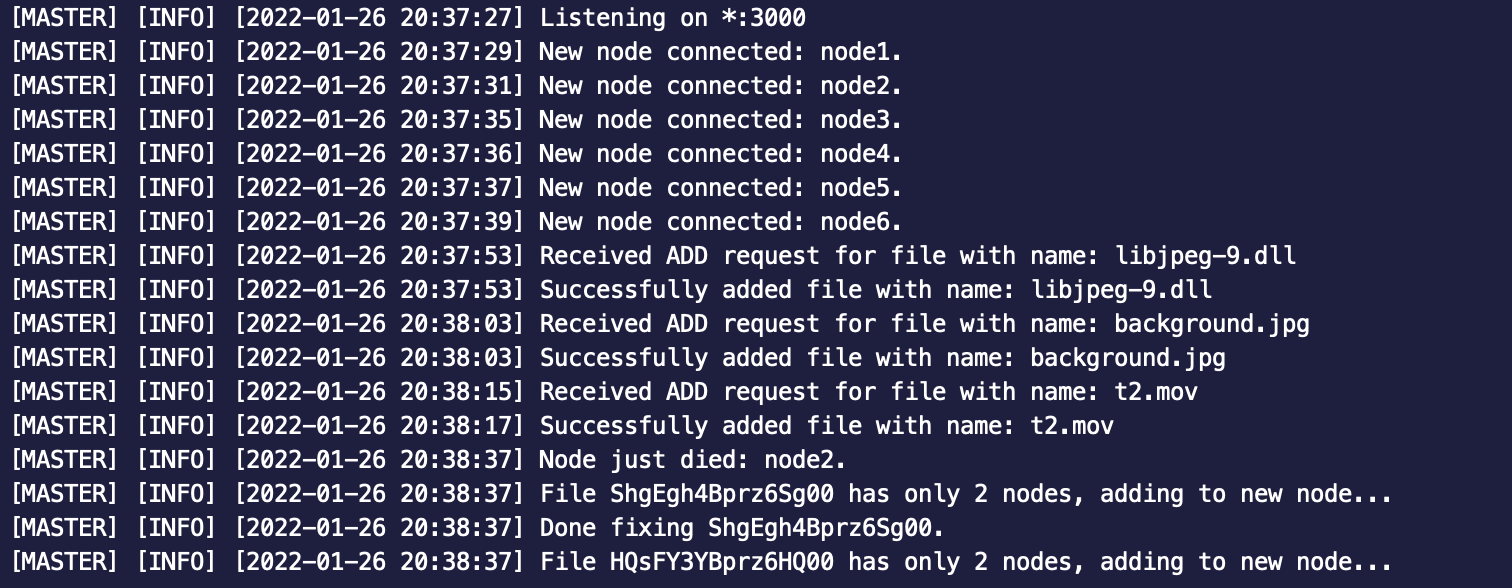 [MASTER] [INFO] [2022-01-26 20:37:27] Listening on *:3000
[MASTER] [INFO] [2022-01-26 20:37:29] New node connected: node1.
[MASTER] [INFO] [2022-01-26 20:37:31] New node connected: node2.
[MASTER] [INFO] [2022-01-26 20:37:35] New node connected: node3.
[MASTER] [INFO] [2022-01-26 20:37:36] New node connected: node4.
[MASTER] [INFO] [2022-01-26 20:37:37] New node connected: node5.
[MASTER] [INFO] [2022-01-26 20:37:39] New node connected: node6.
[MASTER] [INFO] [2022-01-26 20:37:53] Received ADD request for file with name: libjpeg-9.dll
[MASTER] [INFO] [2022-01-26 20:37:53] Successfully added file with name: libjpeg-9.dll
[MASTER] [INFO] [2022-01-26 20:38:03] Received ADD request for file with name: background.jpg
[MASTER] [INFO] [2022-01-26 20:38:03] Successfully added file with name: background.jpg
[MASTER] [INFO] [2022-01-26 20:38:15] Received ADD request for file with name: t2.mov
[MASTER] [INFO] [2022-01-26 20:38:17] Successfully added file with name: t2.mov
[MASTER] [INFO] [2022-01-26 20:38:37] Node just died: node2.
[MASTER] [INFO] [2022-01-26 20:38:37] File ShgEgh4Bprz6Sg00 has only 2 nodes, adding to new node...
[MASTER] [INFO] [2022-01-26 20:38:37] Done fixing ShgEgh4Bprz6Sg00.
[MASTER] [INFO] [2022-01-26 20:38:37] File HQsFY3YBprz6HQ00 has only 2 nodes, adding to new node...